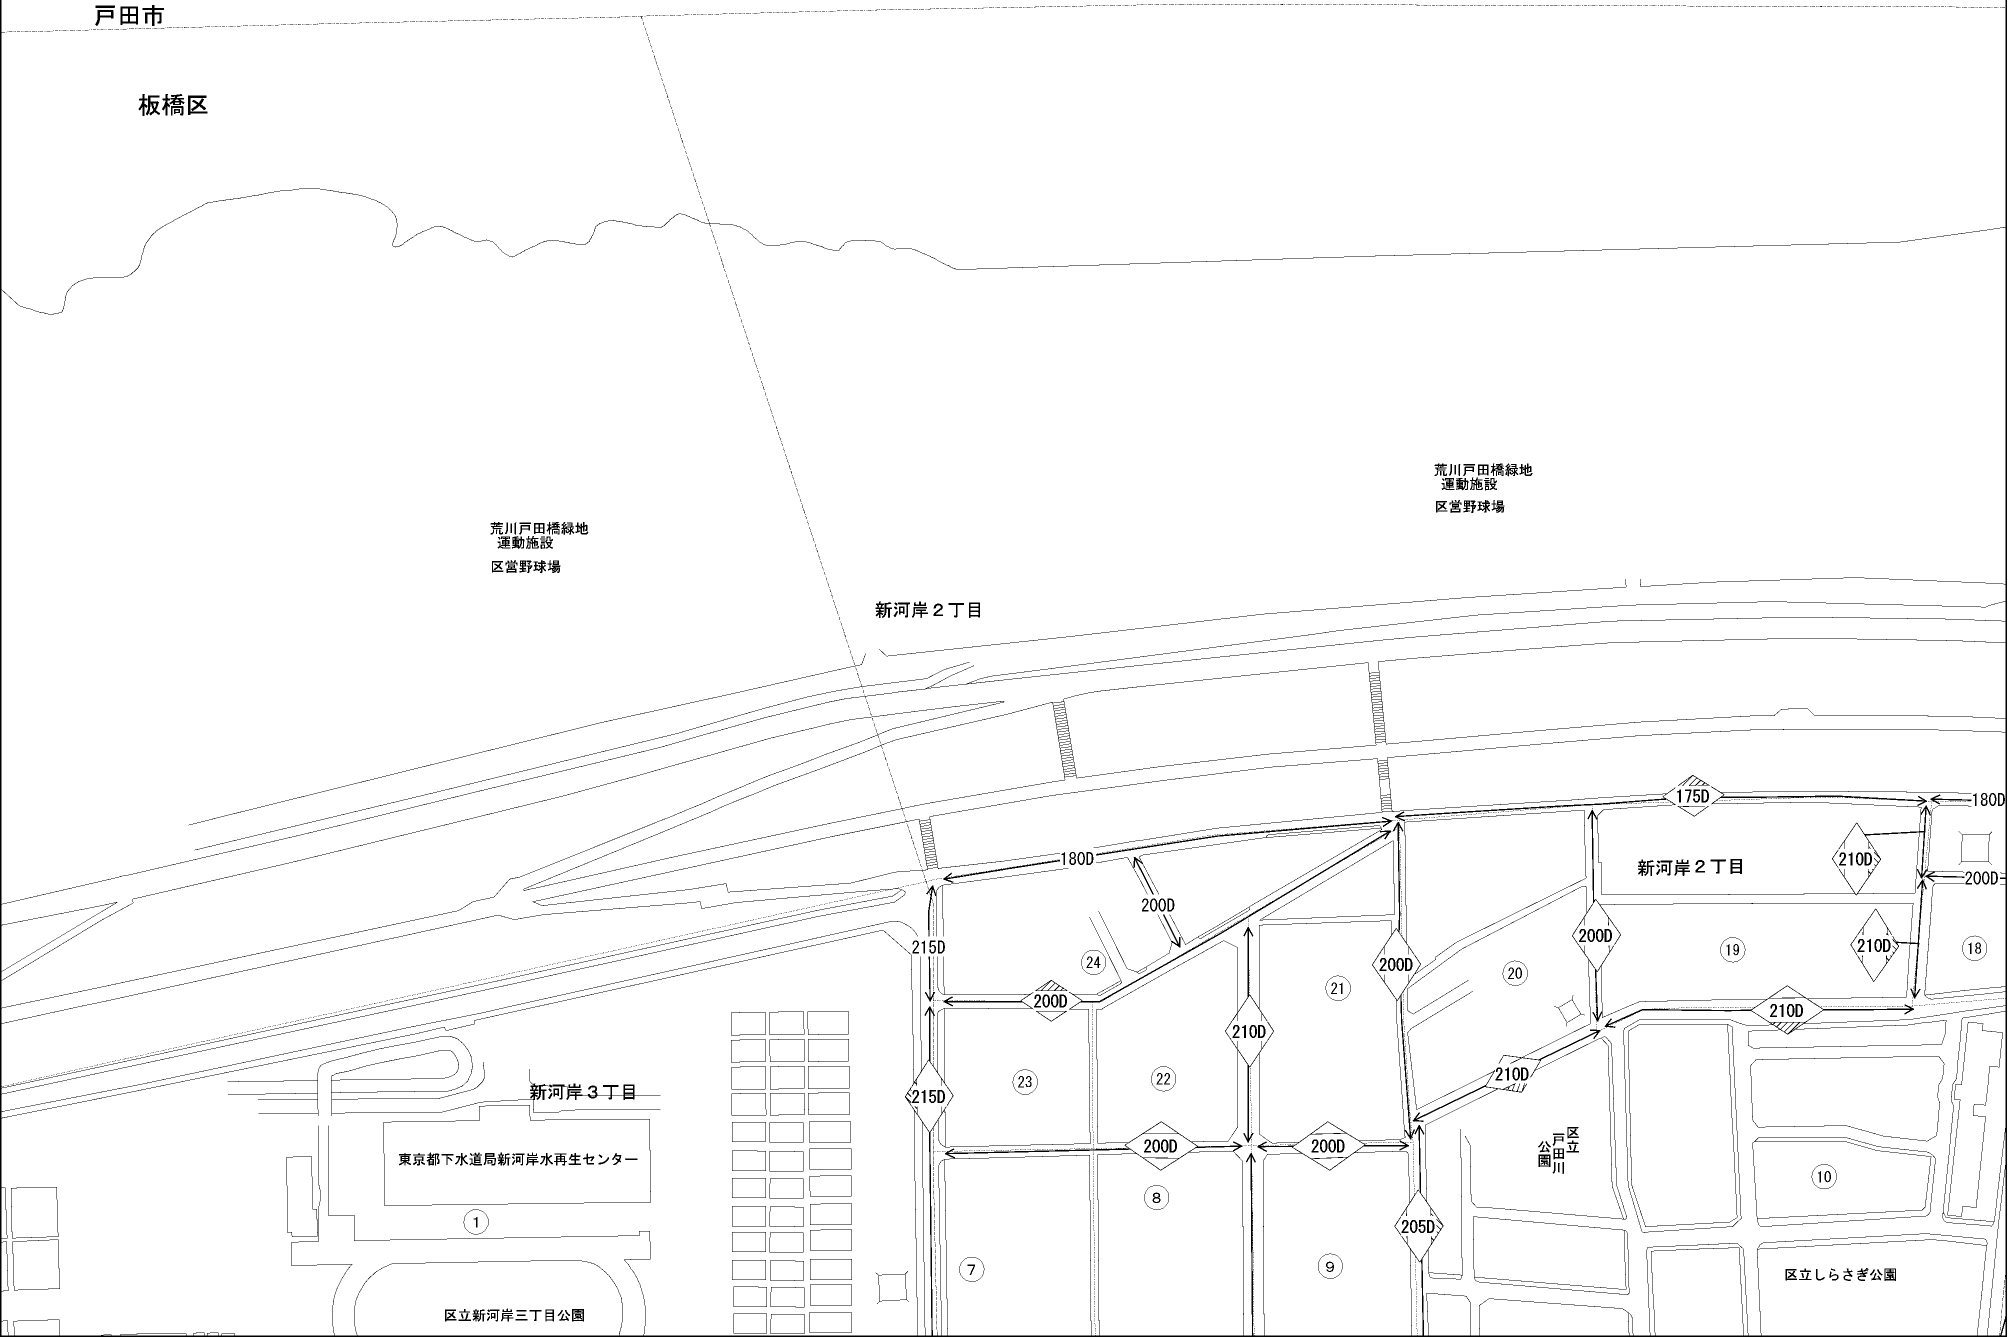 戸田市
板橋区
荒川戸田橋緑地
運動施設
区営野球場
荒川戸田橋緑地
運動施設
区営野球場
新河岸2丁目
175D
180D
180D
新河岸2丁目
210D
200D
200D
215D
200D
200D
210D
24
19
18
21
20
200D
210D
210D
23
22
210D
215D
新河岸3丁目
200D
200D
区立
戸田川
公園
東京都下水道局新河岸水再生センター
1
8
10
205D
7
9
区立しらさぎ公園
区立新河岸三丁目公園